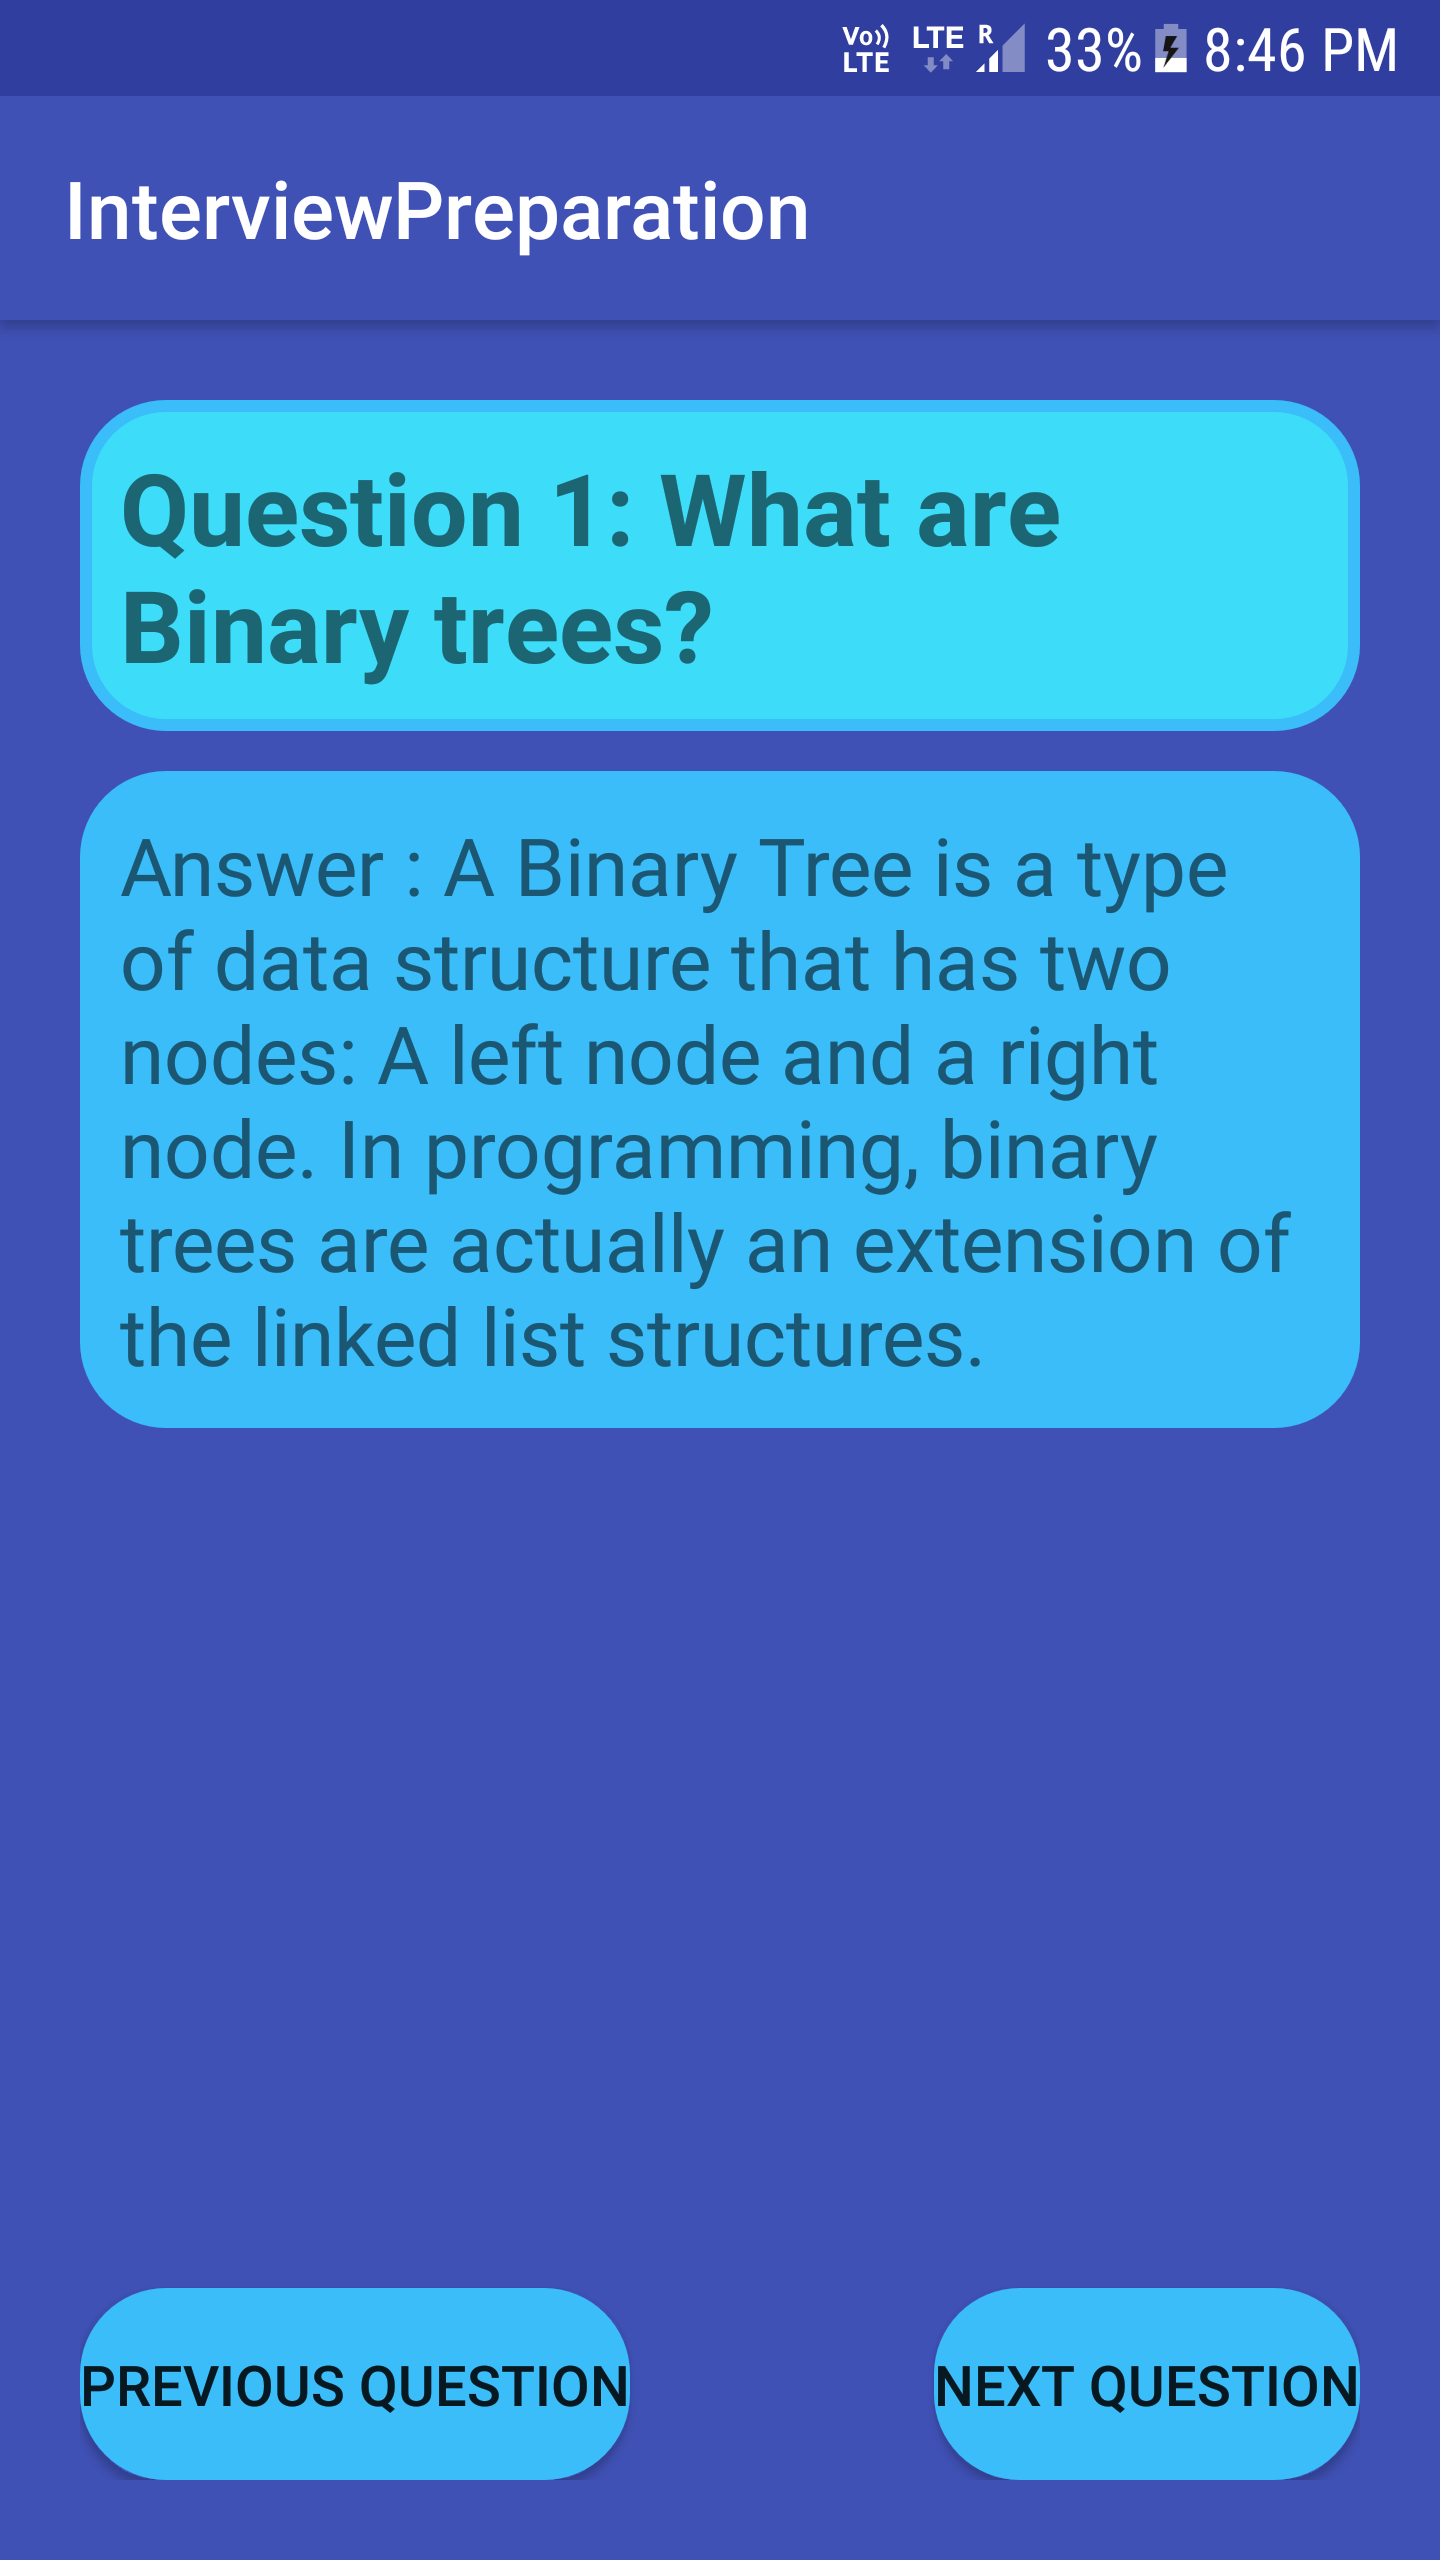 Vo)) LTE LTE R 33% 8:46 PM
InterviewPreparation
Question 1: What are
Binary trees?
Answer : A Binary Tree is a type
of data structure that has two
nodes: A left node and a right
node. In programming, binary
trees are actually an extension of
the linked list structures.
PREVIOUS QUESTION NEXT QUESTION